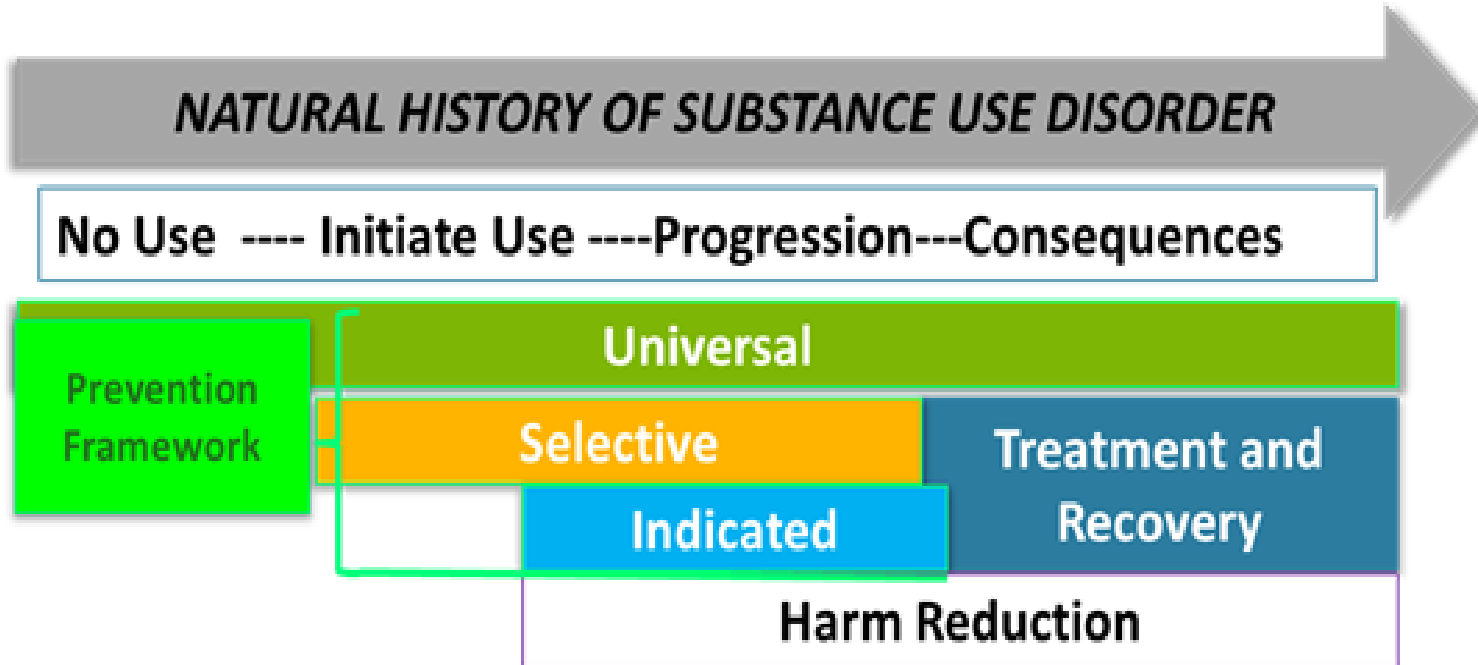 NATURAL HISTORY OF SUBSTANCE USE DISORDER
No Use ---- Initiate Use ----Progression---Consequences
Universal
Prevention
Framework
Selective
Treatment and
Recovery
Indicated
Harm Reduction